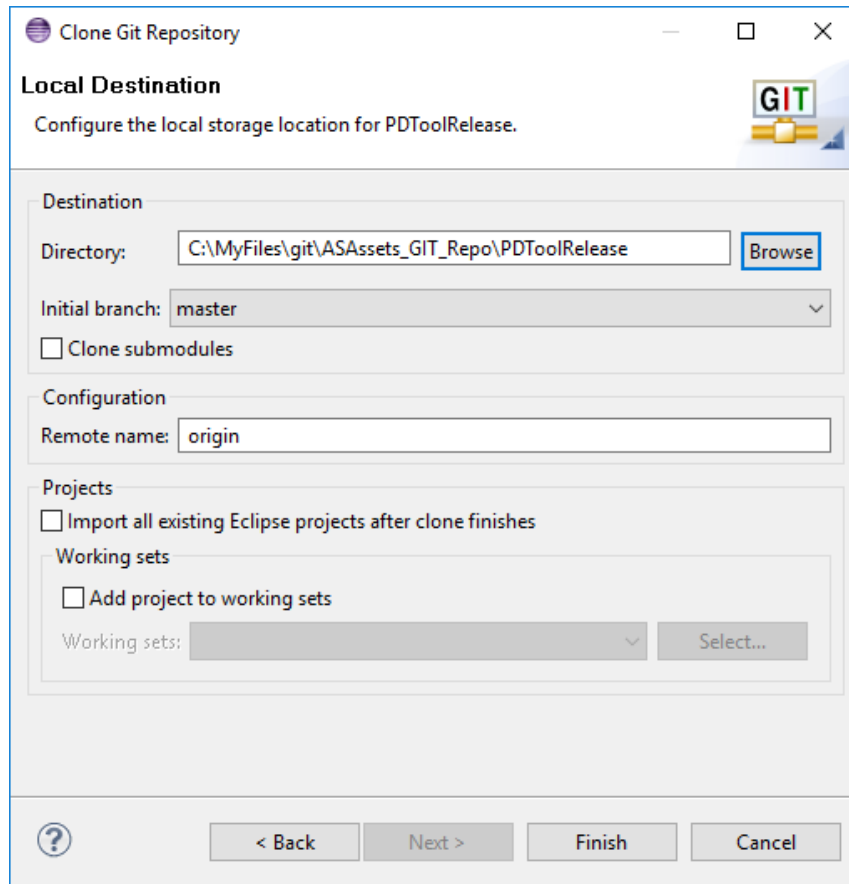 Clone Git Repository
Local Destination
Configure the local storage location for PDToolRelease.
GIT
Destination
Directory: C:\MyFiles\git\ASAssets_GIT_Repo\PDToolRelease Browse
Initial branch: master
Clone submodules
Configuration
Remote name: origin
Projects
Import all existing Eclipse projects after clone finishes
Working sets
Add project to working sets
Working sets: Select...
? < Back Next > Finish Cancel